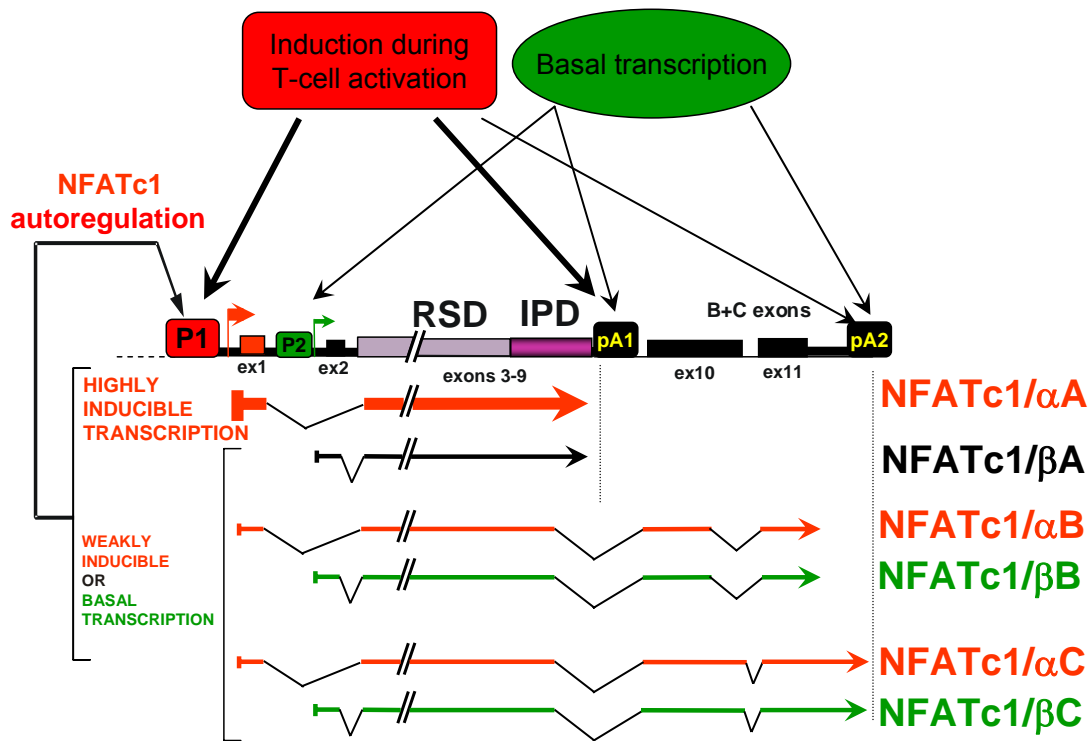 Induction during
T-cell activation
Basal transcription
NFATc1
autoregulation
RSD
IPD
B+C exons
P1
P2
pA1
pA2
ex1
ex2
exons 3-9
ex10
ex11
HIGHLY
INDUCIBLE
TRANSCRIPTION
NFATc1/αA
NFATc1/βA
WEAKLY
INDUCIBLE
OR
BASAL
TRANSCRIPTION
NFATc1/αB
NFATc1/βB
NFATc1/αC
NFATc1/βC